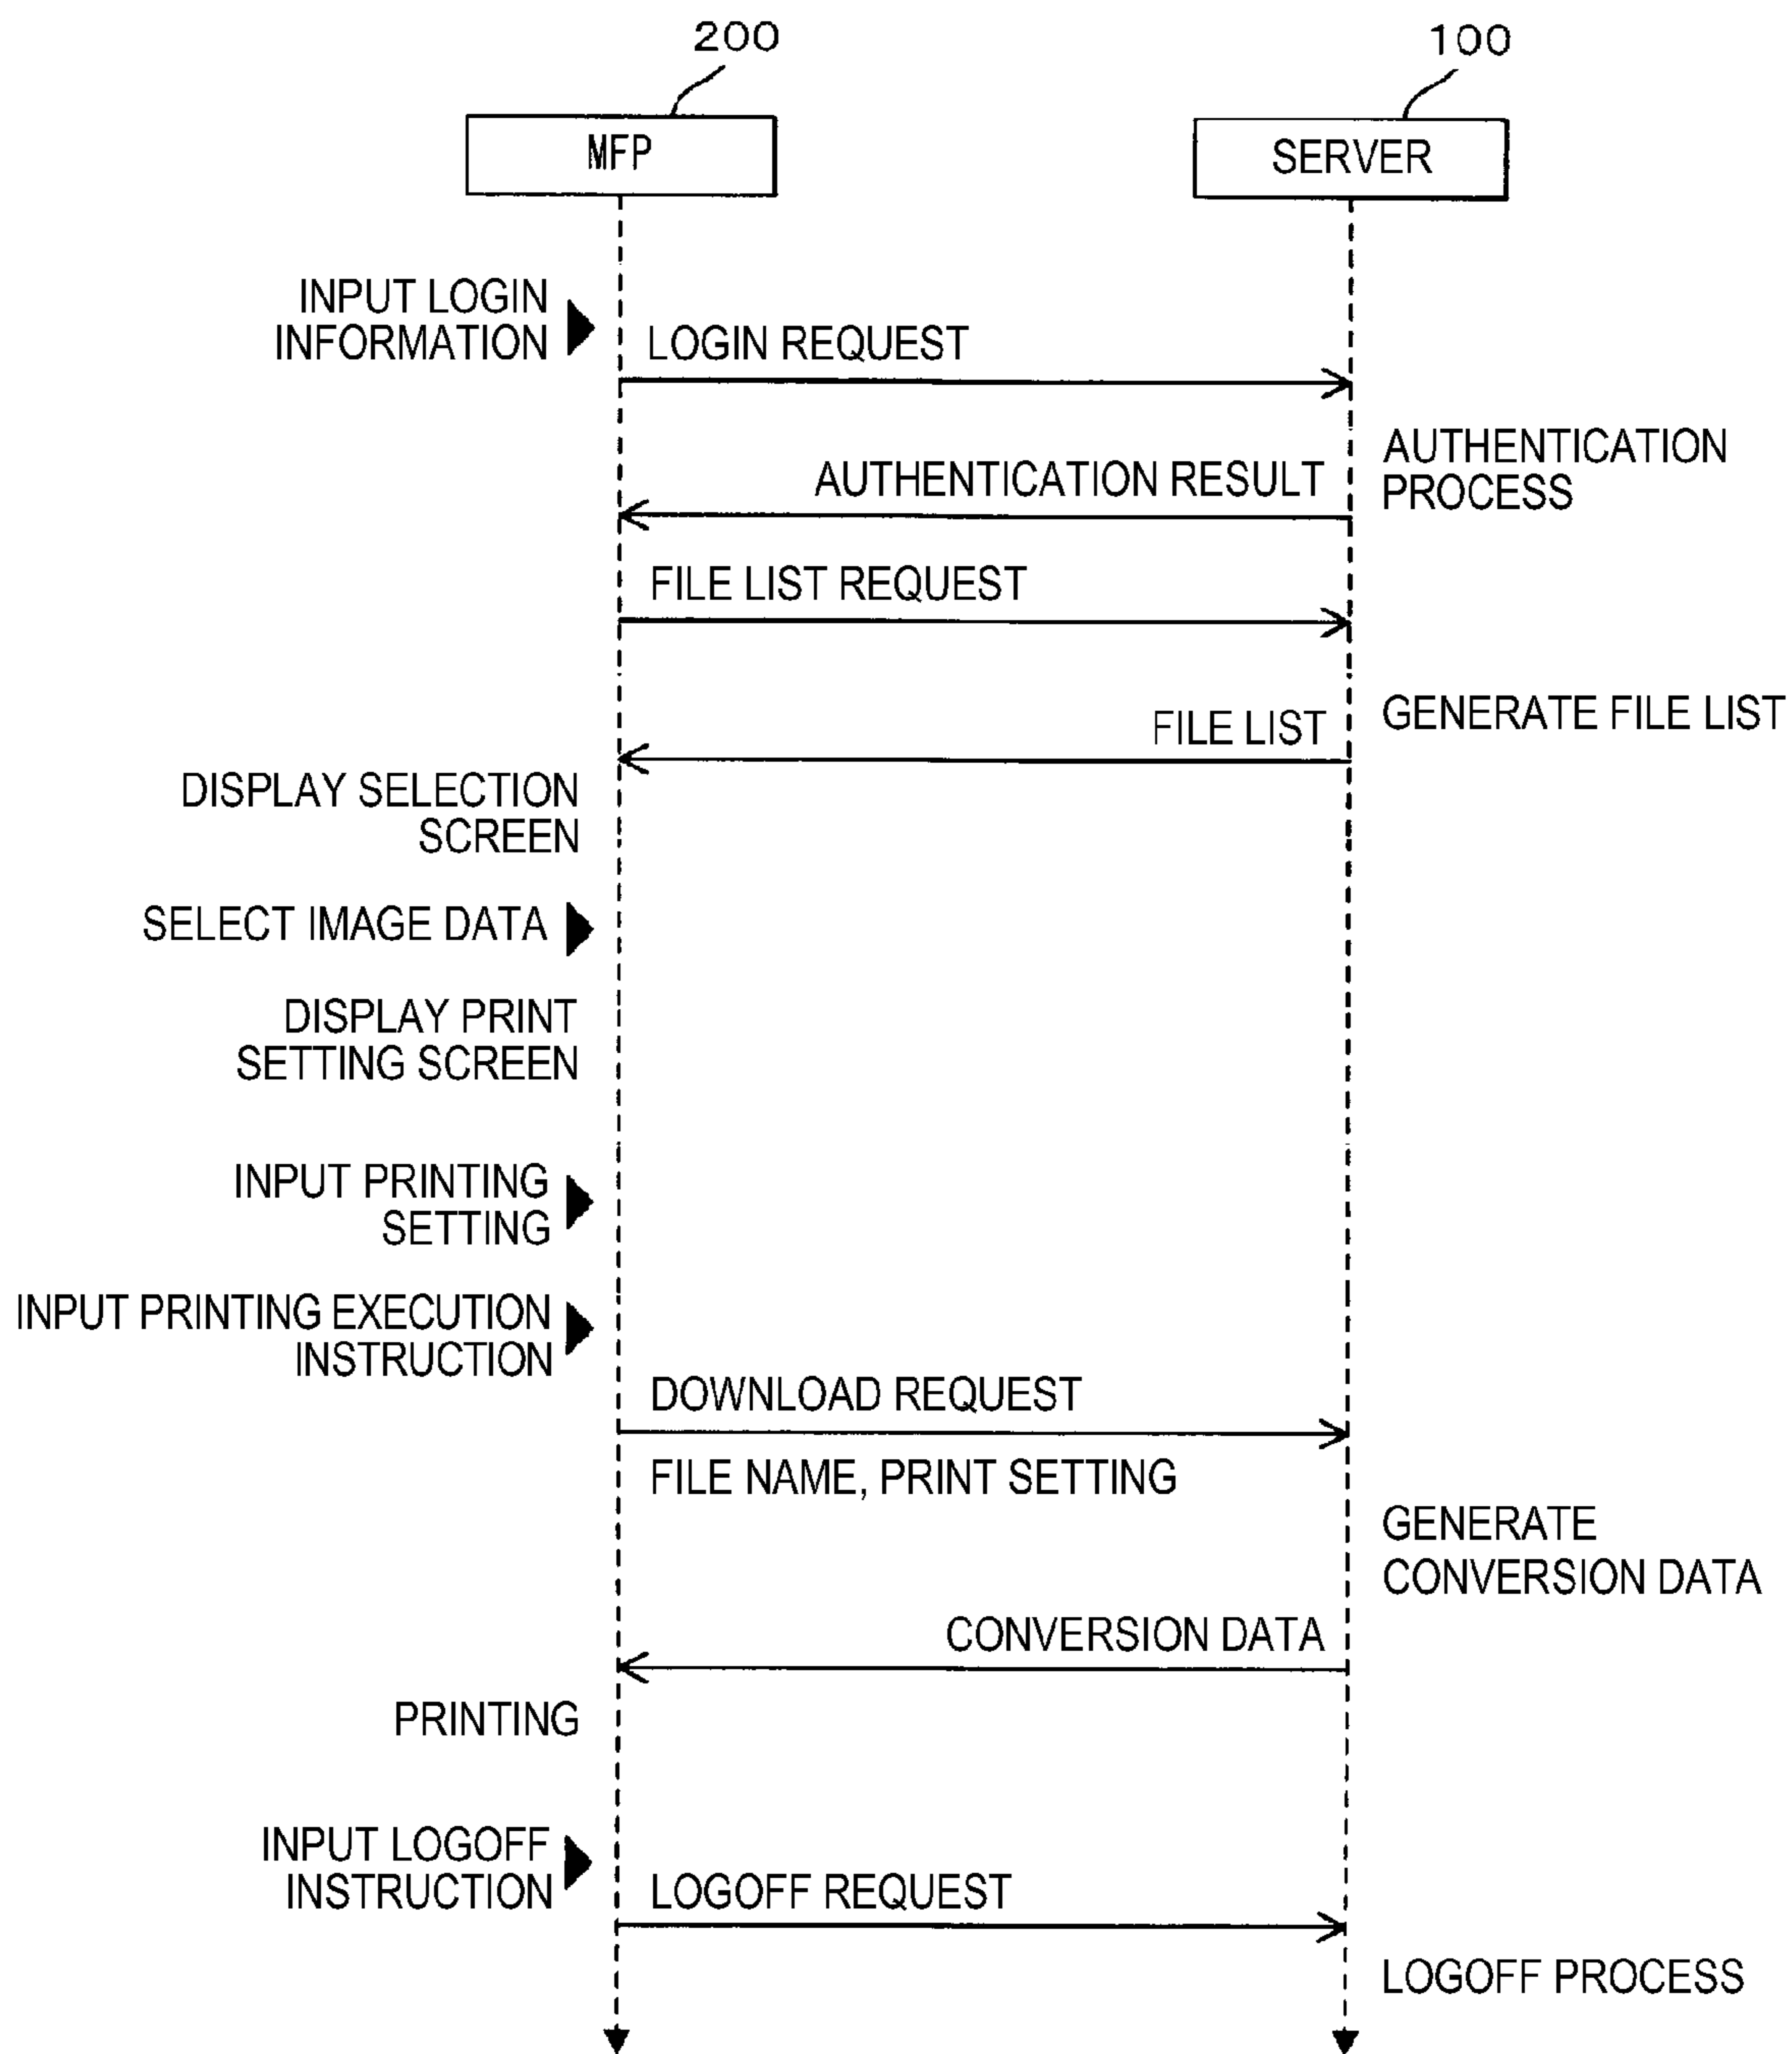 200
100
MFP
SERVER
INPUT LOGIN
INFORMATION
LOGIN REQUEST
AUTHENTICATION
PROCESS
AUTHENTICATION RESULT
FILE LIST REQUEST
GENERATE FILE LIST
FILE LIST
DISPLAY SELECTION
SCREEN
SELECT IMAGE DATA
DISPLAY PRINT
SETTING SCREEN
INPUT PRINTING
SETTING
INPUT PRINTING EXECUTION
INSTRUCTION
DOWNLOAD REQUEST
FILE NAME, PRINT SETTING
GENERATE
CONVERSION DATA
CONVERSION DATA
PRINTING
INPUT LOGOFF
INSTRUCTION
LOGOFF REQUEST
LOGOFF PROCESS